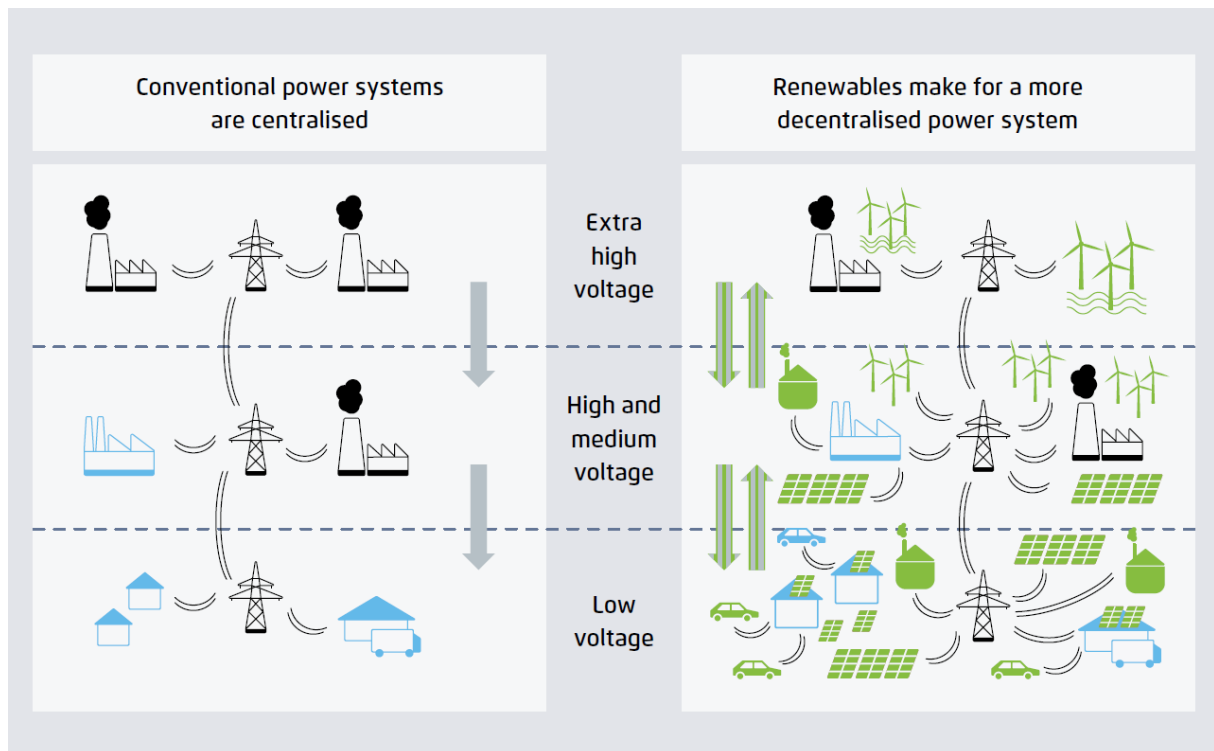 Conventional power systems
are centralised
Renewables make for a more
decentralised power system
Extra
high
voltage
High and
medium
voltage
Low
voltage